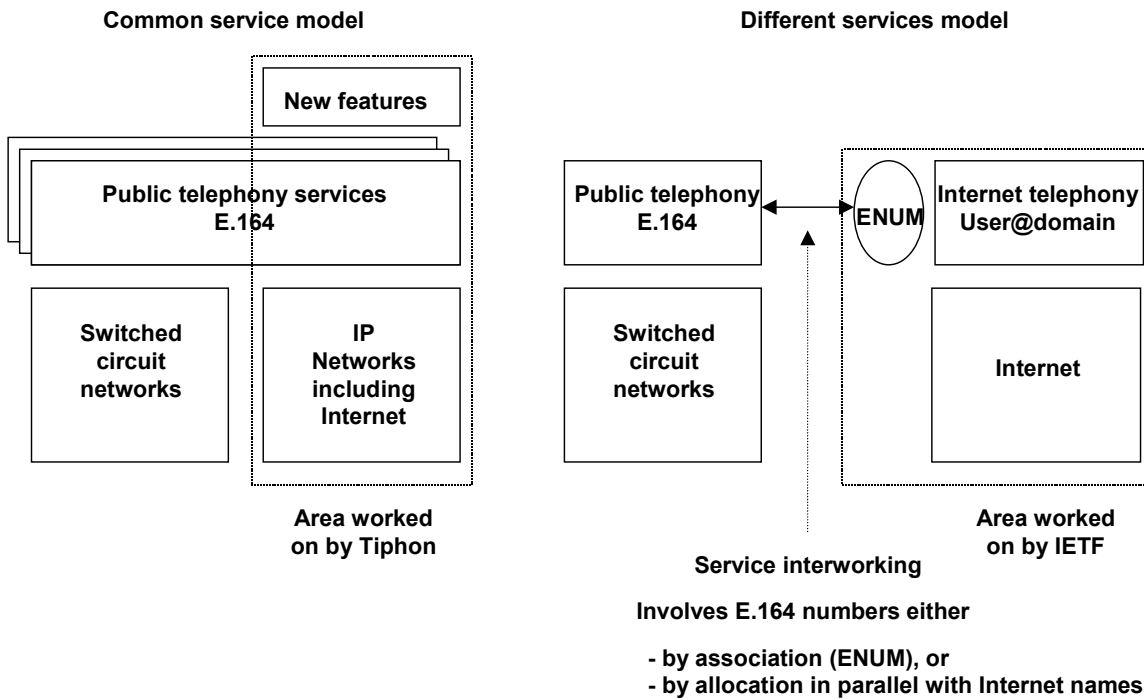 Common service model
New features
Public telephony services
E.164
Switched
circuit
networks
IP
Networks
including
Internet
Area worked
on by Tiphon
Different services model
Public telephony
E.164
ENUM
Internet telephony
User@domain
Switched
circuit
networks
Internet
Area worked
on by IETF
Service interworking
Involves E.164 numbers either
- by association (ENUM), or
- by allocation in parallel with Internet names